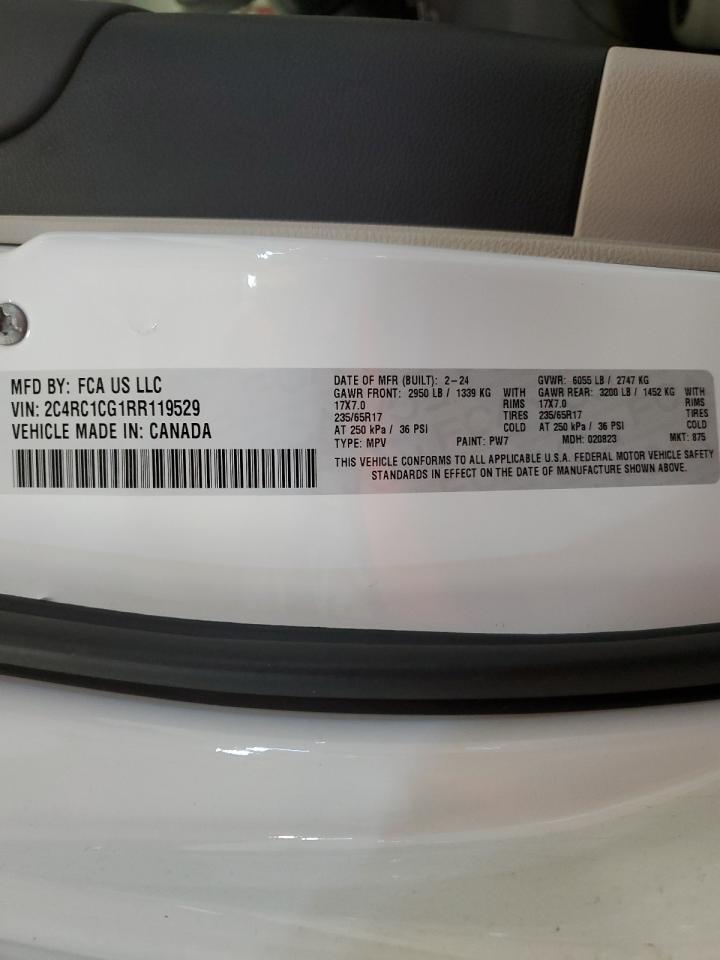 MFD BY: FCA US LLC
VIN: 2C4RC1CG1RR119529
VEHICLE MADE IN: CANADA
DATE OF MFR (BUILT): 2-24 GVWR: 6055 LB / 2747 KG
GAWR FRONT: 2950 LB / 1339 KG WITH GAWR REAR: 3200 LB / 1452 KG WITH
17X7.0 RIMS 17X7.0 RIMS
235/65R17 TIRES 235/65R17 TIRES
AT 250 kPa / 36 PSI COLD AT 250 kPa / 36 PSI COLD
TYPE: MPV PAINT: PW7 MDH: 020823 MKT: 875
THIS VEHICLE CONFORMS TO ALL APPLICABLE U.S.A. FEDERAL MOTOR VEHICLE SAFETY
STANDARDS IN EFFECT ON THE DATE OF MANUFACTURE SHOWN ABOVE.